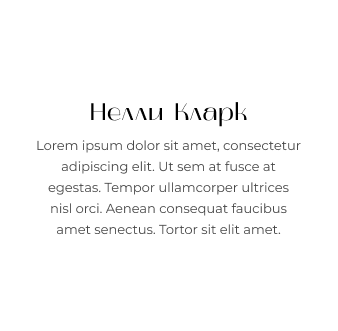 Нелли Кларк
Lorem ipsum dolor sit amet, consectetur
adipiscing elit. Ut sem at fusce at
egestas. Tempor ullamcorper ultrices
nisl orci. Aenean consequat faucibus
amet senectus. Tortor sit elit amet.